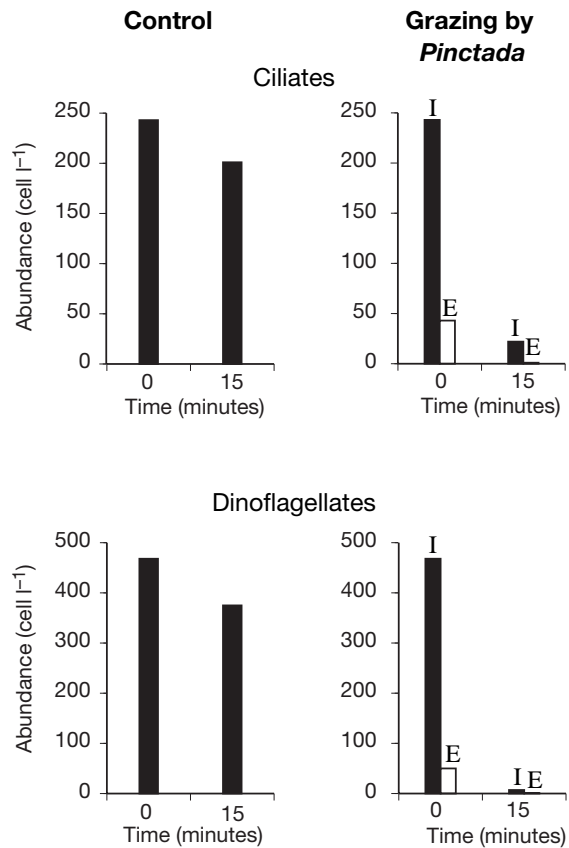 Control
Grazing by
Pinctada
Ciliates
Abundance (cell l–1)
250
200
150
100
50
0
0 15
Time (minutes)
250
200
150
100
50
0
I
E
I
E
0 15
Time (minutes)
Dinoflagellates
Abundance (cell l–1)
500
400
300
200
100
0
0 15
Time (minutes)
500
400
300
200
100
0
I
E
I E
0 15
Time (minutes)